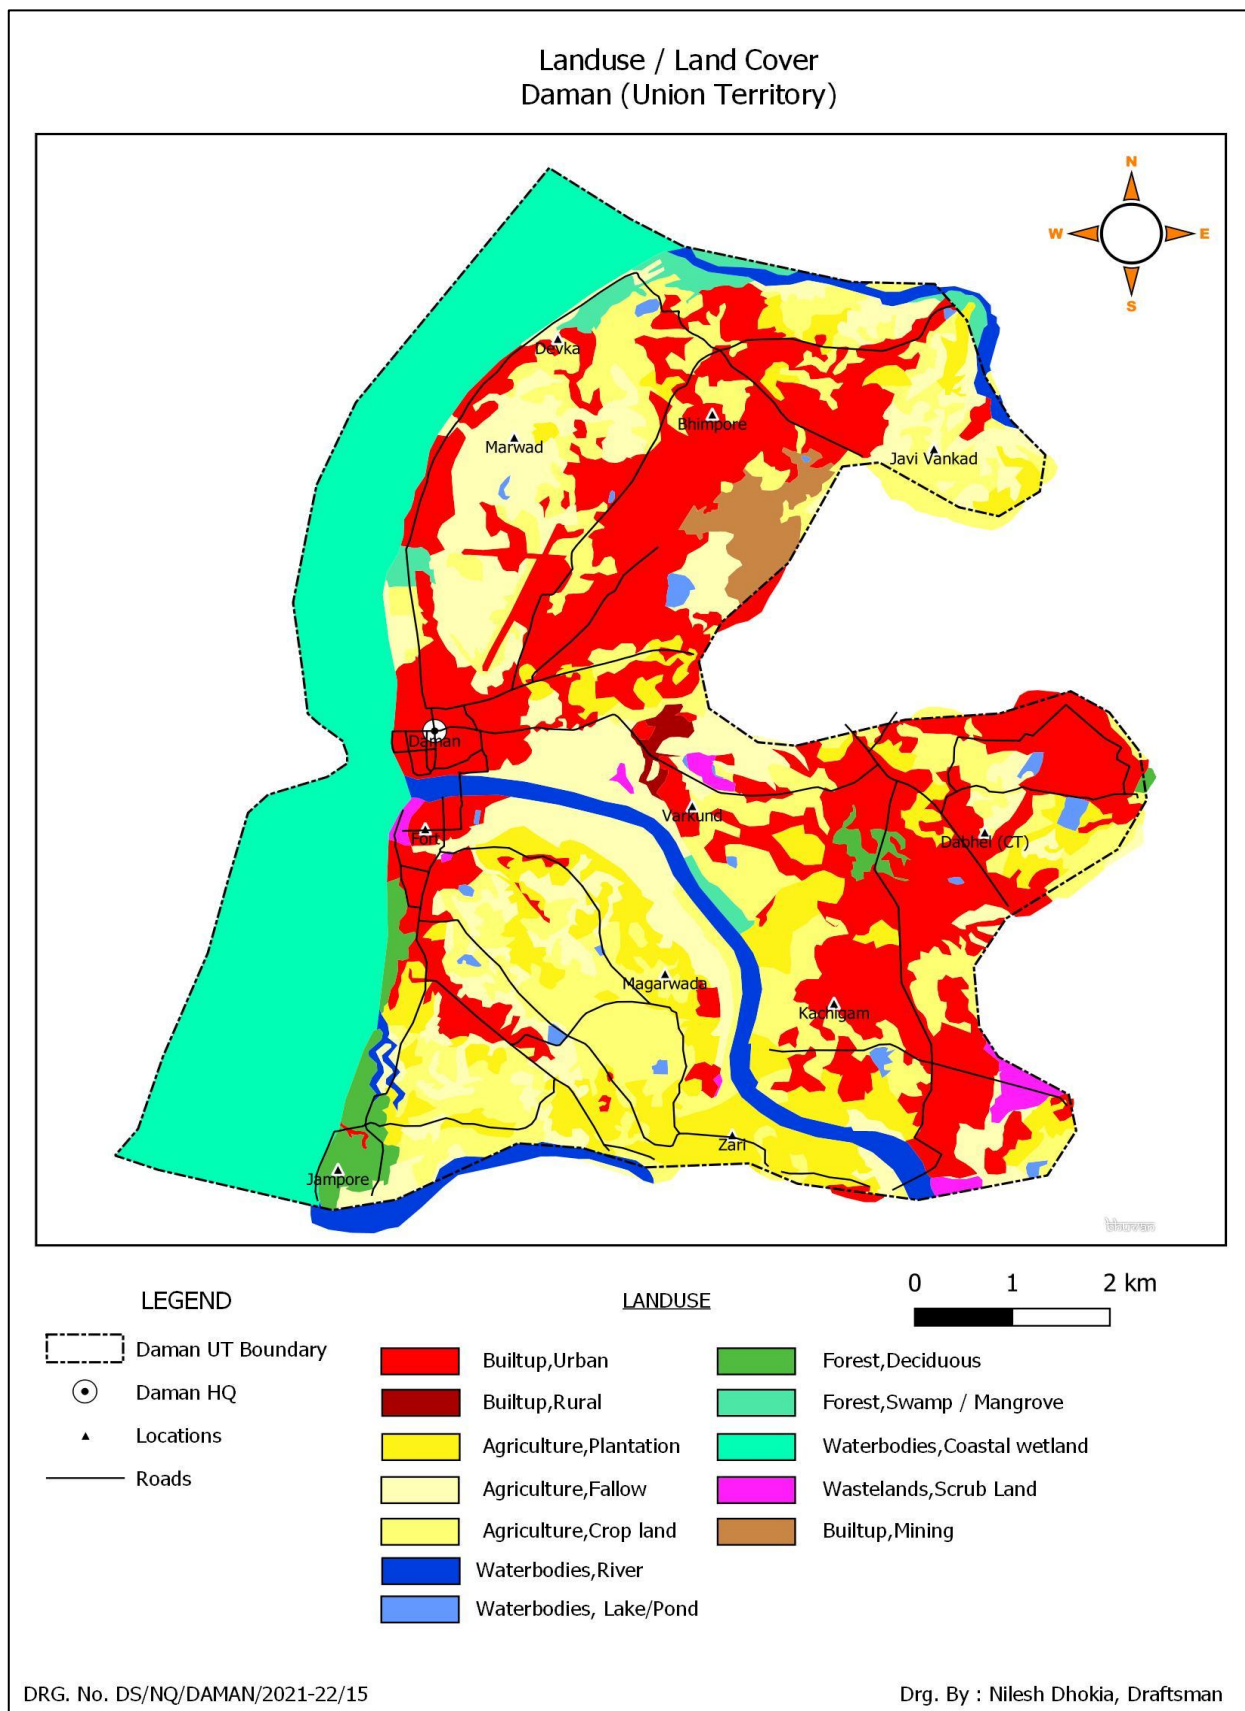 Landuse / Land Cover
Daman (Union Territory)
N
W
E
S
Devka
Bhimpore
Marwad
Javi Vankad
Daman
Varkund
Fort
Dabhel (CT)
Magarwada
Kachigam
Zari
Jampore
bhuvan
0 1 2 km
LEGEND
Daman UT Boundary
Daman HQ
Locations
Roads
LANDUSE
Builtup,Urban
Builtup,Rural
Agriculture,Plantation
Agriculture,Fallow
Agriculture,Crop land
Waterbodies,River
Waterbodies, Lake/Pond
Forest,Deciduous
Forest,Swamp / Mangrove
Waterbodies,Coastal wetland
Wastelands,Scrub Land
Builtup,Mining
DRG. No. DS/NQ/DAMAN/2021-22/15
Drg. By : Nilesh Dhokia, Draftsman